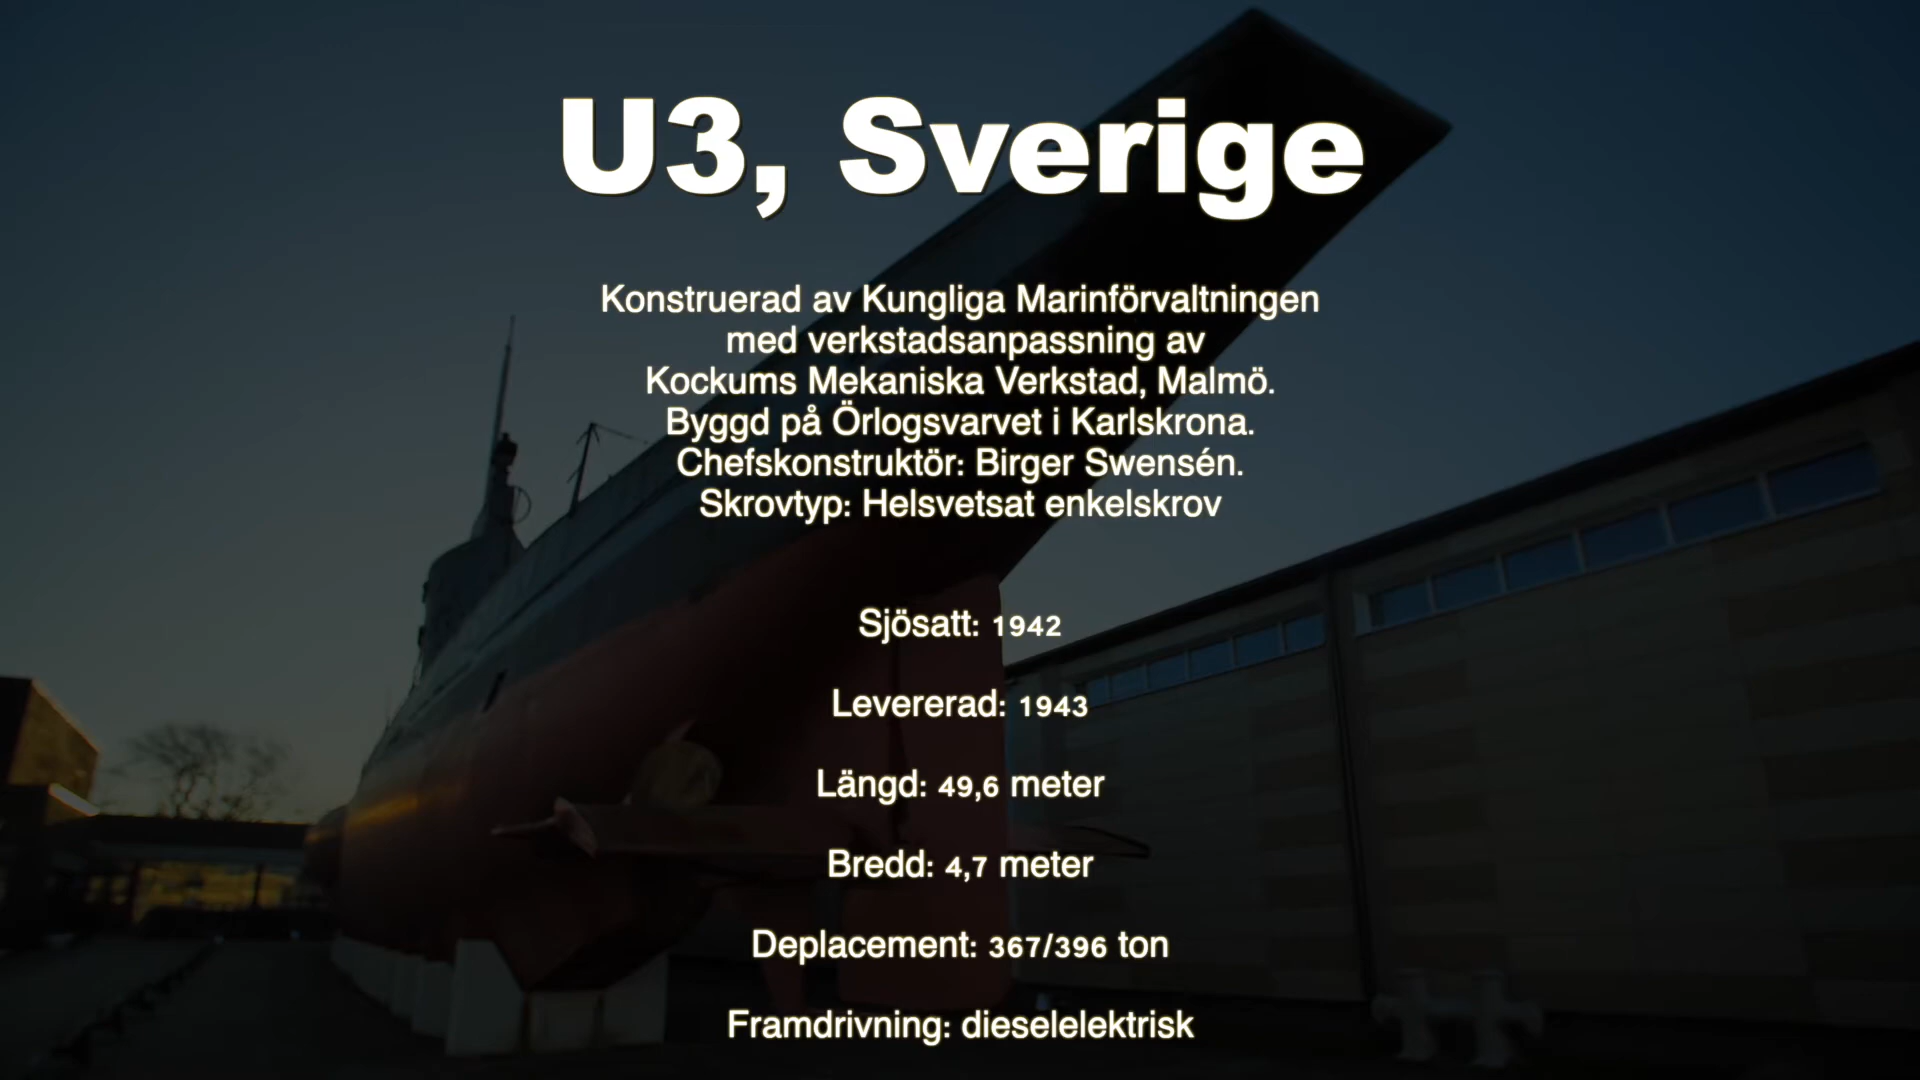 U3, Sverige
Konstruerad av Kungliga Marinförvaltningen
med verkstadsanpassning av
Kockums Mekaniska Verkstad, Malmö.
Byggd på Örlogsvarvet i Karlskrona.
Chefskonstruktör: Birger Swensén.
Skrovtyp: Helsvetsat enkelskrov
Sjösatt: 1942
Levererad: 1943
Längd: 49,6 meter
Bredd: 4,7 meter
Deplacement: 367/396 ton
Framdrivning: dieselelektrisk